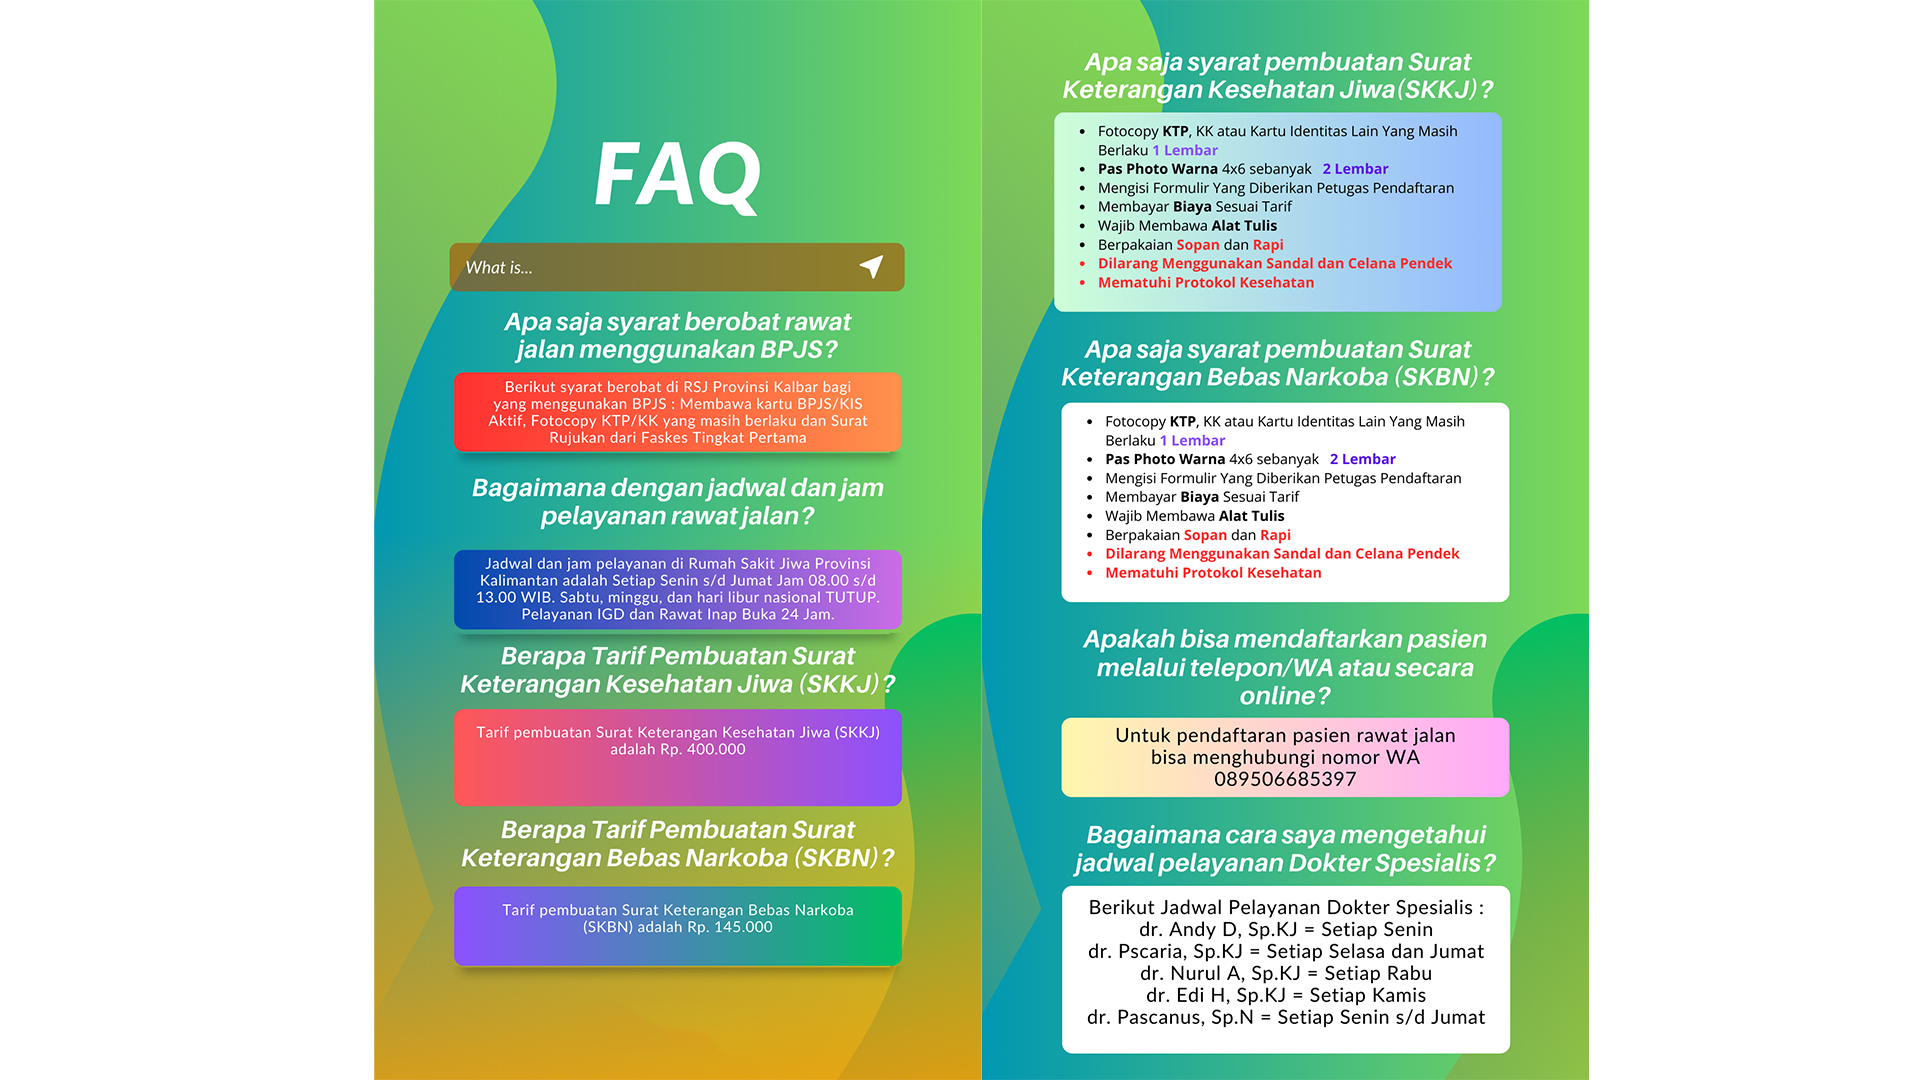 FAQ
What is...
Apa saja syarat berobat rawat
jalan menggunakan BPJS?
Berikut syarat berobat di RSJ Provinsi Kalbar bagi
yang menggunakan BPJS : Membawa kartu BPJS/KIS
Aktif, Fotocopy KTP/KK yang masih berlaku dan Surat
Rujukan dari Faskes Tingkat Pertama
Bagaimana dengan jadwal dan jam
pelayanan rawat jalan?
Jadwal dan jam pelayanan di Rumah Sakit Jiwa Provinsi
Kalimantan adalah Setiap Senin s/d Jumat Jam 08.00 s/d
13.00 WIB. Sabtu, minggu, dan hari libur nasional TUTUP.
Pelayanan IGD dan Rawat Inap Buka 24 Jam.
Berapa Tarif Pembuatan Surat
Keterangan Kesehatan Jiwa (SKKJ)?
Tarif pembuatan Surat Keterangan Kesehatan Jiwa (SKKJ)
adalah Rp. 400.000
Berapa Tarif Pembuatan Surat
Keterangan Bebas Narkoba (SKBN)?
Tarif pembuatan Surat Keterangan Bebas Narkoba
(SKBN) adalah Rp. 145.000
Apa saja syarat pembuatan Surat
Keterangan Kesehatan Jiwa(SKKJ)?
• Fotocopy KTP, KK atau Kartu Identitas Lain Yang Masih
Berlaku 1 Lembar
• Pas Photo Warna 4x6 sebanyak 2 Lembar
• Mengisi Formulir Yang Diberikan Petugas Pendaftaran
• Membayar Biaya Sesuai Tarif
• Wajib Membawa Alat Tulis
• Berpakaian Sopan dan Rapi
• Dilarang Menggunakan Sandal dan Celana Pendek
• Mematuhi Protokol Kesehatan
Apa saja syarat pembuatan Surat
Keterangan Bebas Narkoba (SKBN)?
• Fotocopy KTP, KK atau Kartu Identitas Lain Yang Masih
Berlaku 1 Lembar
• Pas Photo Warna 4x6 sebanyak 2 Lembar
• Mengisi Formulir Yang Diberikan Petugas Pendaftaran
• Membayar Biaya Sesuai Tarif
• Wajib Membawa Alat Tulis
• Berpakaian Sopan dan Rapi
• Dilarang Menggunakan Sandal dan Celana Pendek
• Mematuhi Protokol Kesehatan
Apakah bisa mendaftarkan pasien
melalui telepon/WA atau secara
online?
Untuk pendaftaran pasien rawat jalan
bisa menghubungi nomor WA
089506685397
Bagaimana cara saya mengetahui
jadwal pelayanan Dokter Spesialis?
Berikut Jadwal Pelayanan Dokter Spesialis :
dr. Andy D, Sp.KJ = Setiap Senin
dr. Pscaria, Sp.KJ = Setiap Selasa dan Jumat
dr. Nurul A, Sp.KJ = Setiap Rabu
dr. Edi H, Sp.KJ = Setiap Kamis
dr. Pascanus, Sp.N = Setiap Senin s/d Jumat